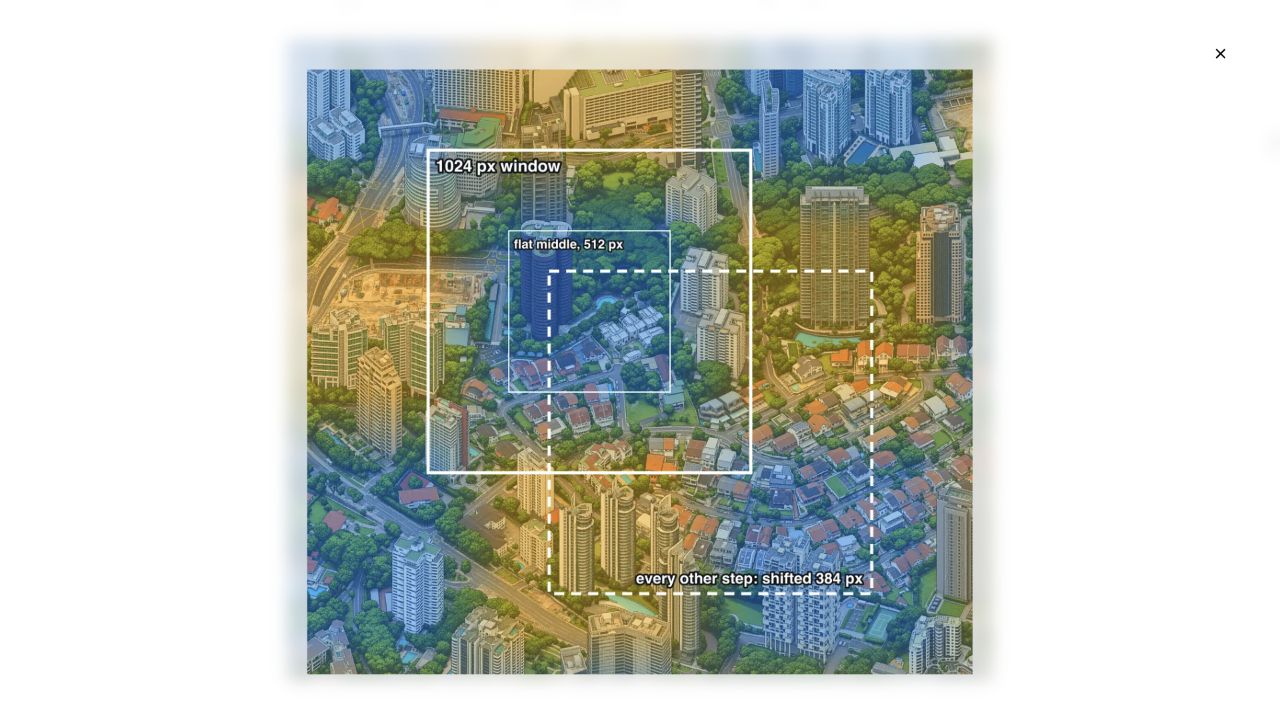 1024 px window
flat middle, 512 px
every other step: shifted 384 px